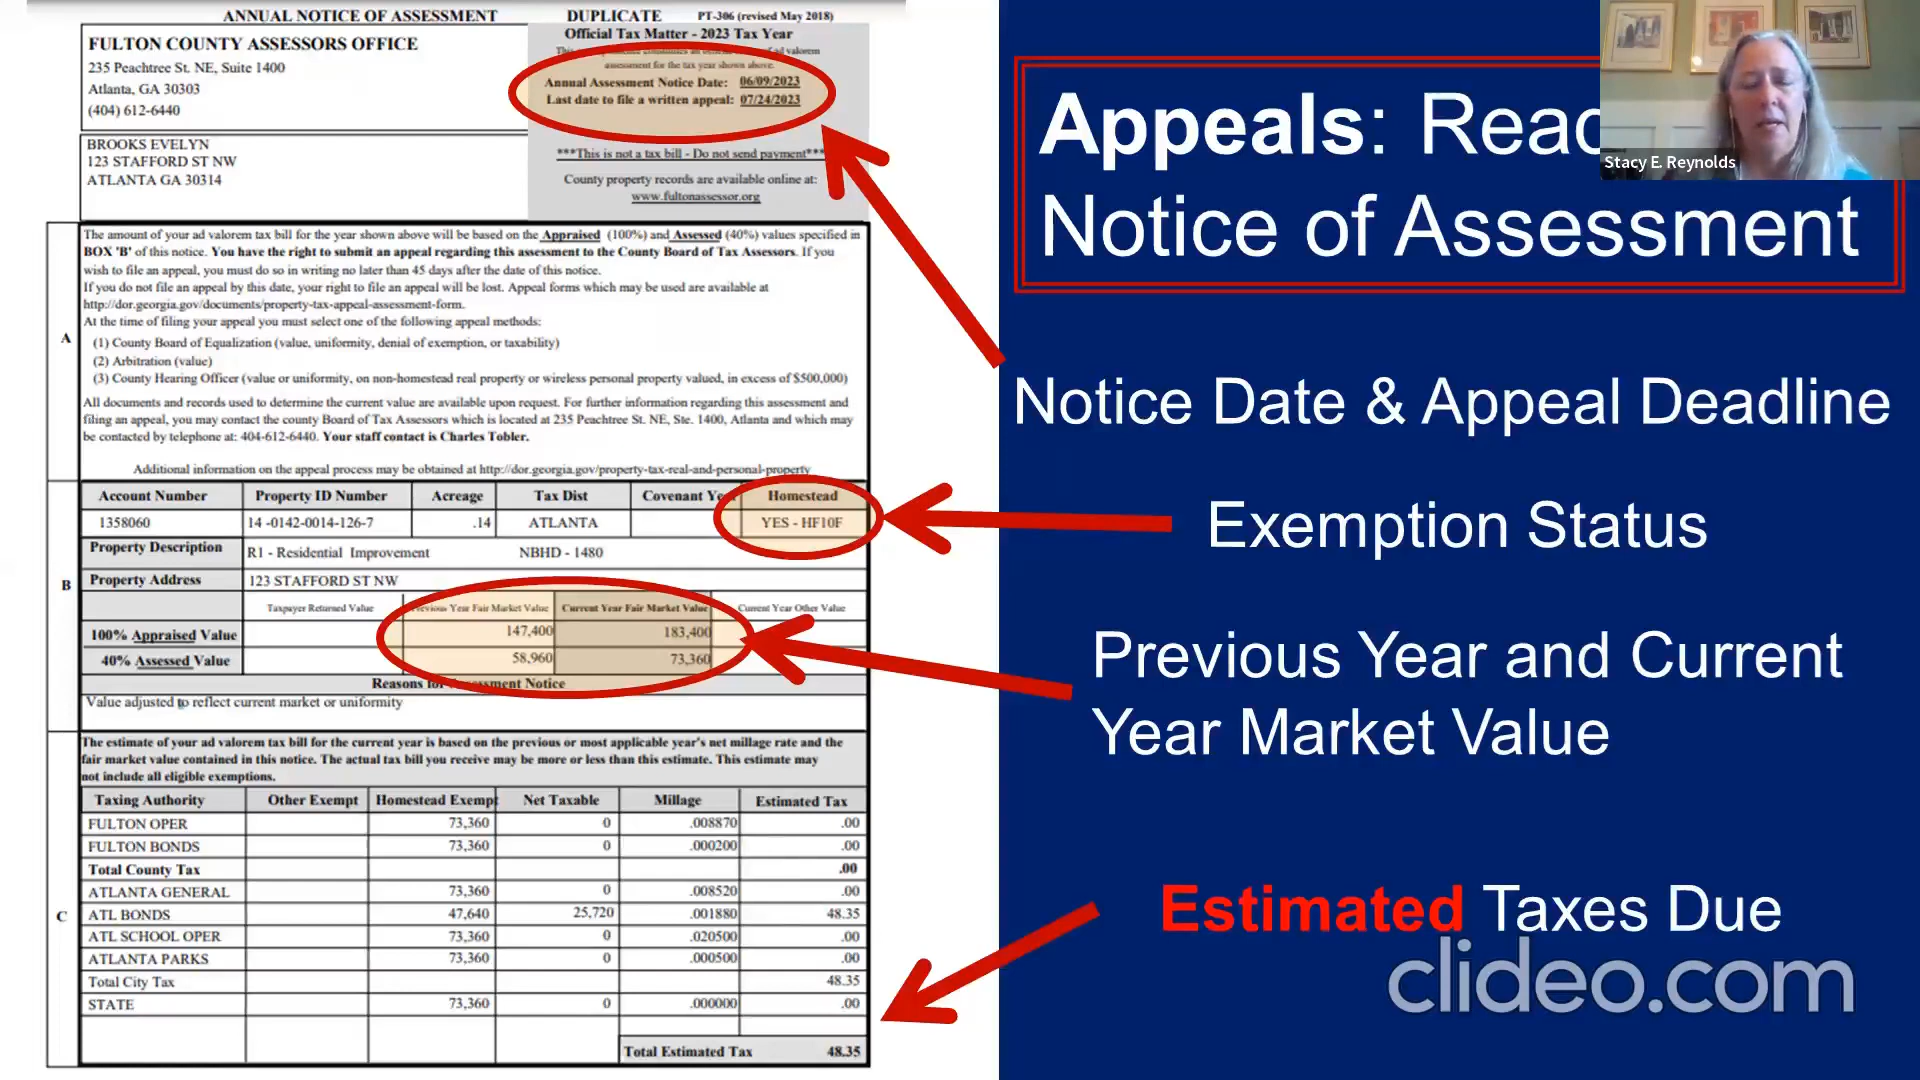 ANNUAL NOTICE OF ASSESSMENT
DUPLICATE PT-306 (revised May 2018)
FULTON COUNTY ASSESSORS OFFICE
235 Peachtree St. NE, Suite 1400
Atlanta, GA 30303
(404) 612-6440
Official Tax Matter - 2023 Tax Year
assessment for the tax year shown above.
Annual Assessment Notice Date: 06/09/2023
Last date to file a written appeal: 07/24/2023
***This is not a tax bill - Do not send payment***
County property records are available online at:
www.fultonassessor.org
BROOKS EVELYN
123 STAFFORD ST NW
ATLANTA GA 30314
A
The amount of your ad valorem tax bill for the year shown above will be based on the Appraised (100%) and Assessed (40%) values specified in
BOX 'B' of this notice. You have the right to submit an appeal regarding this assessment to the County Board of Tax Assessors. If you
wish to file an appeal, you must do so in writing no later than 45 days after the date of this notice.
If you do not file an appeal by this date, your right to file an appeal will be lost. Appeal forms which may be used are available at
http://dor.georgia.gov/documents/property-tax-appeal-assessment-form.
At the time of filing your appeal you must select one of the following appeal methods:
(1) County Board of Equalization (value, uniformity, denial of exemption, or taxability)
(2) Arbitration (value)
(3) County Hearing Officer (value or uniformity, on non-homestead real property or wireless personal property valued, in excess of $500,000)
All documents and records used to determine the current value are available upon request. For further information regarding this assessment and
filing an appeal, you may contact the county Board of Tax Assessors which is located at 235 Peachtree St. NE, Ste. 1400, Atlanta and which may
be contacted by telephone at: 404-612-6440. Your staff contact is Charles Tobler.
Additional information on the appeal process may be obtained at http://dor.georgia.gov/property-tax-real-and-personal-property
B
Account Number Property ID Number Acreage Tax Dist Covenant Ye Homestead
1358060 14 -0142-0014-126-7 .14 ATLANTA YES - HF10F
Property Description R1 - Residential Improvement NBHD - 1480
Property Address 123 STAFFORD ST NW
Taxpayer Returned Value Previous Year Fair Market Value Current Year Fair Market Value Current Year Other Value
100% Appraised Value 147,400 183,400
40% Assessed Value 58,960 73,360
Reasons for Assessment Notice
Value adjusted to reflect current market or uniformity
C
The estimate of your ad valorem tax bill for the current year is based on the previous or most applicable year's net millage rate and the
fair market value contained in this notice. The actual tax bill you receive may be more or less than this estimate. This estimate may
not include all eligible exemptions.
Taxing Authority Other Exempt Homestead Exempt Net Taxable Millage Estimated Tax
FULTON OPER 73,360 0 .008870 .00
FULTON BONDS 73,360 0 .000200 .00
Total County Tax .00
ATLANTA GENERAL 73,360 0 .008520 .00
ATL BONDS 47,640 25,720 .001880 48.35
ATL SCHOOL OPER 73,360 0 .020500 .00
ATLANTA PARKS 73,360 0 .000500 .00
Total City Tax 48.35
STATE 73,360 0 .000000 .00
Total Estimated Tax 48.35
Appeals: Read
Notice of Assessment
Stacy E. Reynolds
Notice Date & Appeal Deadline
Exemption Status
Previous Year and Current
Year Market Value
Estimated Taxes Due
clideo.com